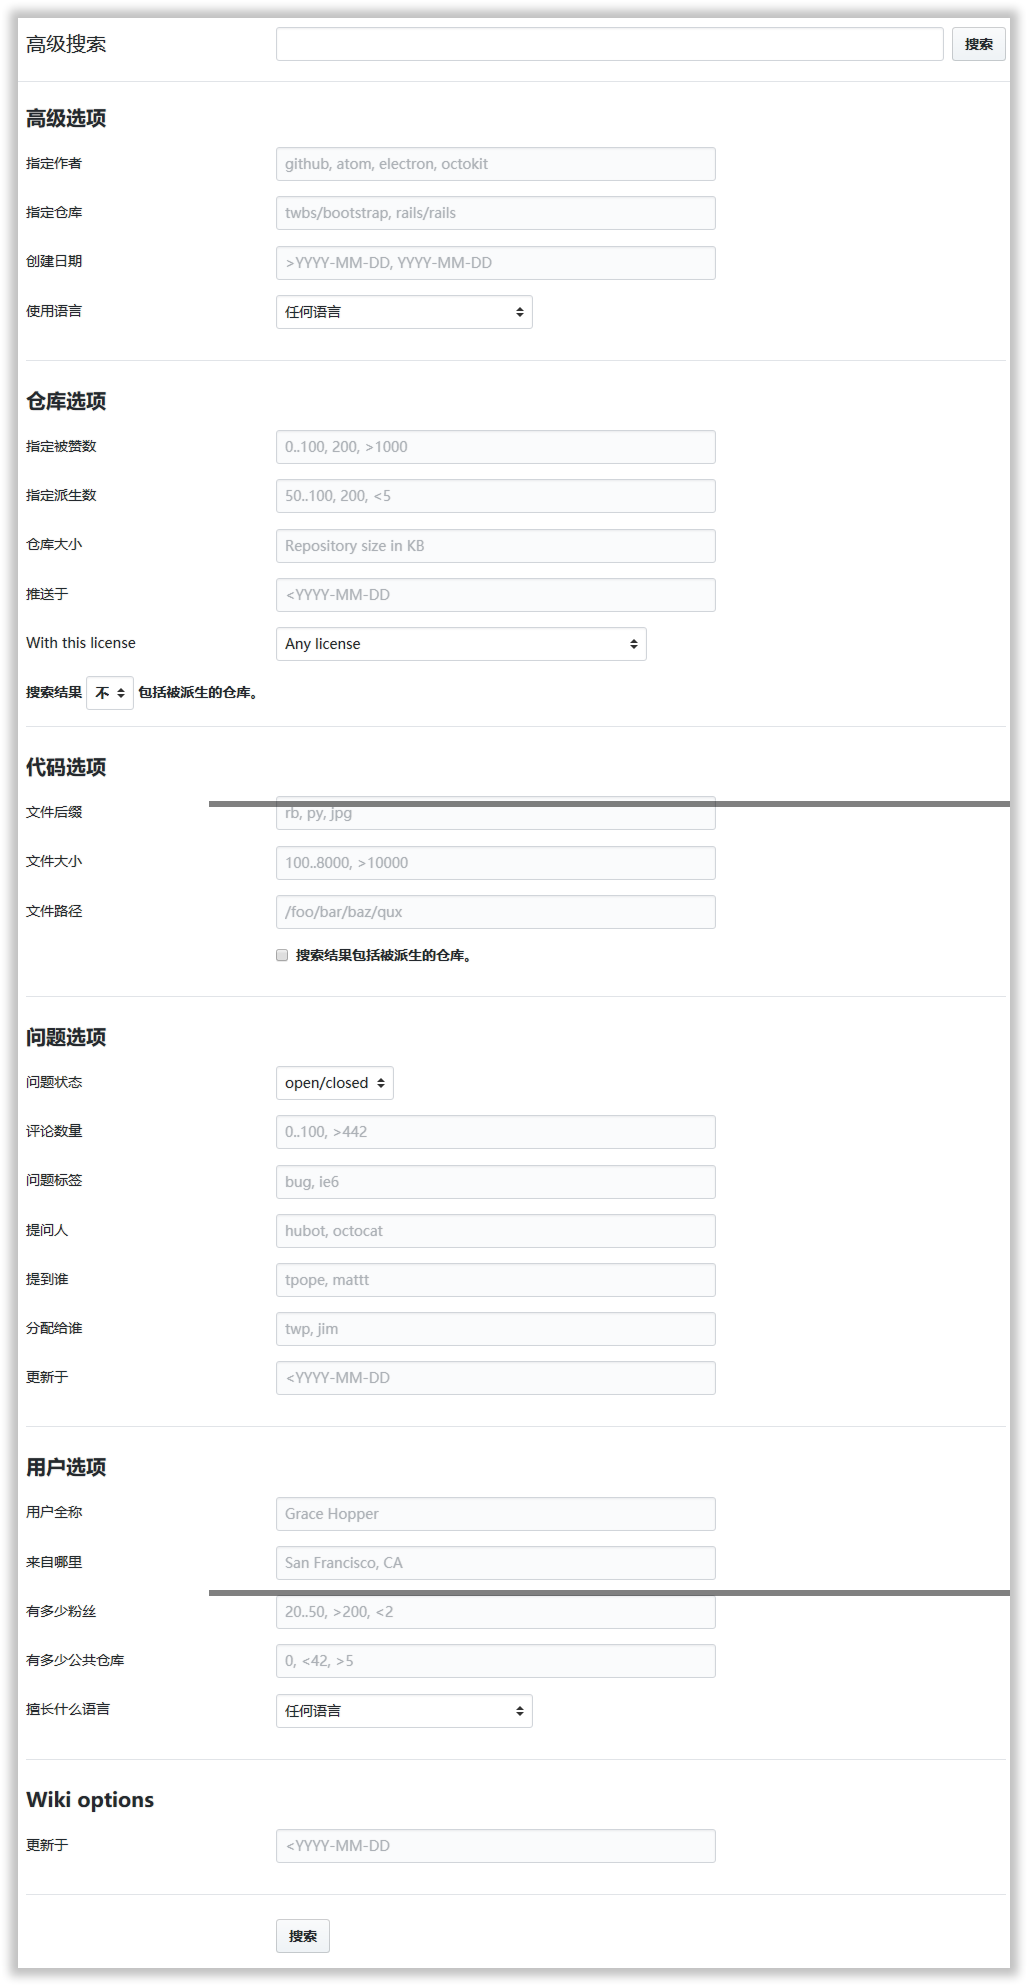 高级搜索
搜索
高级选项
指定作者 github, atom, electron, octokit
指定仓库 twbs/bootstrap, rails/rails
创建日期 >YYYY-MM-DD, YYYY-MM-DD
使用语言 任何语言
仓库选项
指定被赞数 0..100, 200, >1000
指定派生数 50..100, 200, <5
仓库大小 Repository size in KB
推送于 <YYYY-MM-DD
With this license Any license
搜索结果 不 包括被派生的仓库。
代码选项
文件后缀 rb, py, jpg
文件大小 100..8000, >10000
文件路径 /foo/bar/baz/qux
搜索结果包括被派生的仓库。
问题选项
问题状态 open/closed
评论数量 0..100, >442
问题标签 bug, ie6
提问人 hubot, octocat
提到谁 tpope, mattt
分配给谁 twp, jim
更新于 <YYYY-MM-DD
用户选项
用户全称 Grace Hopper
来自哪里 San Francisco, CA
有多少粉丝 20..50, >200, <2
有多少公共仓库 0, <42, >5
擅长什么语言 任何语言
Wiki options
更新于 <YYYY-MM-DD
搜索